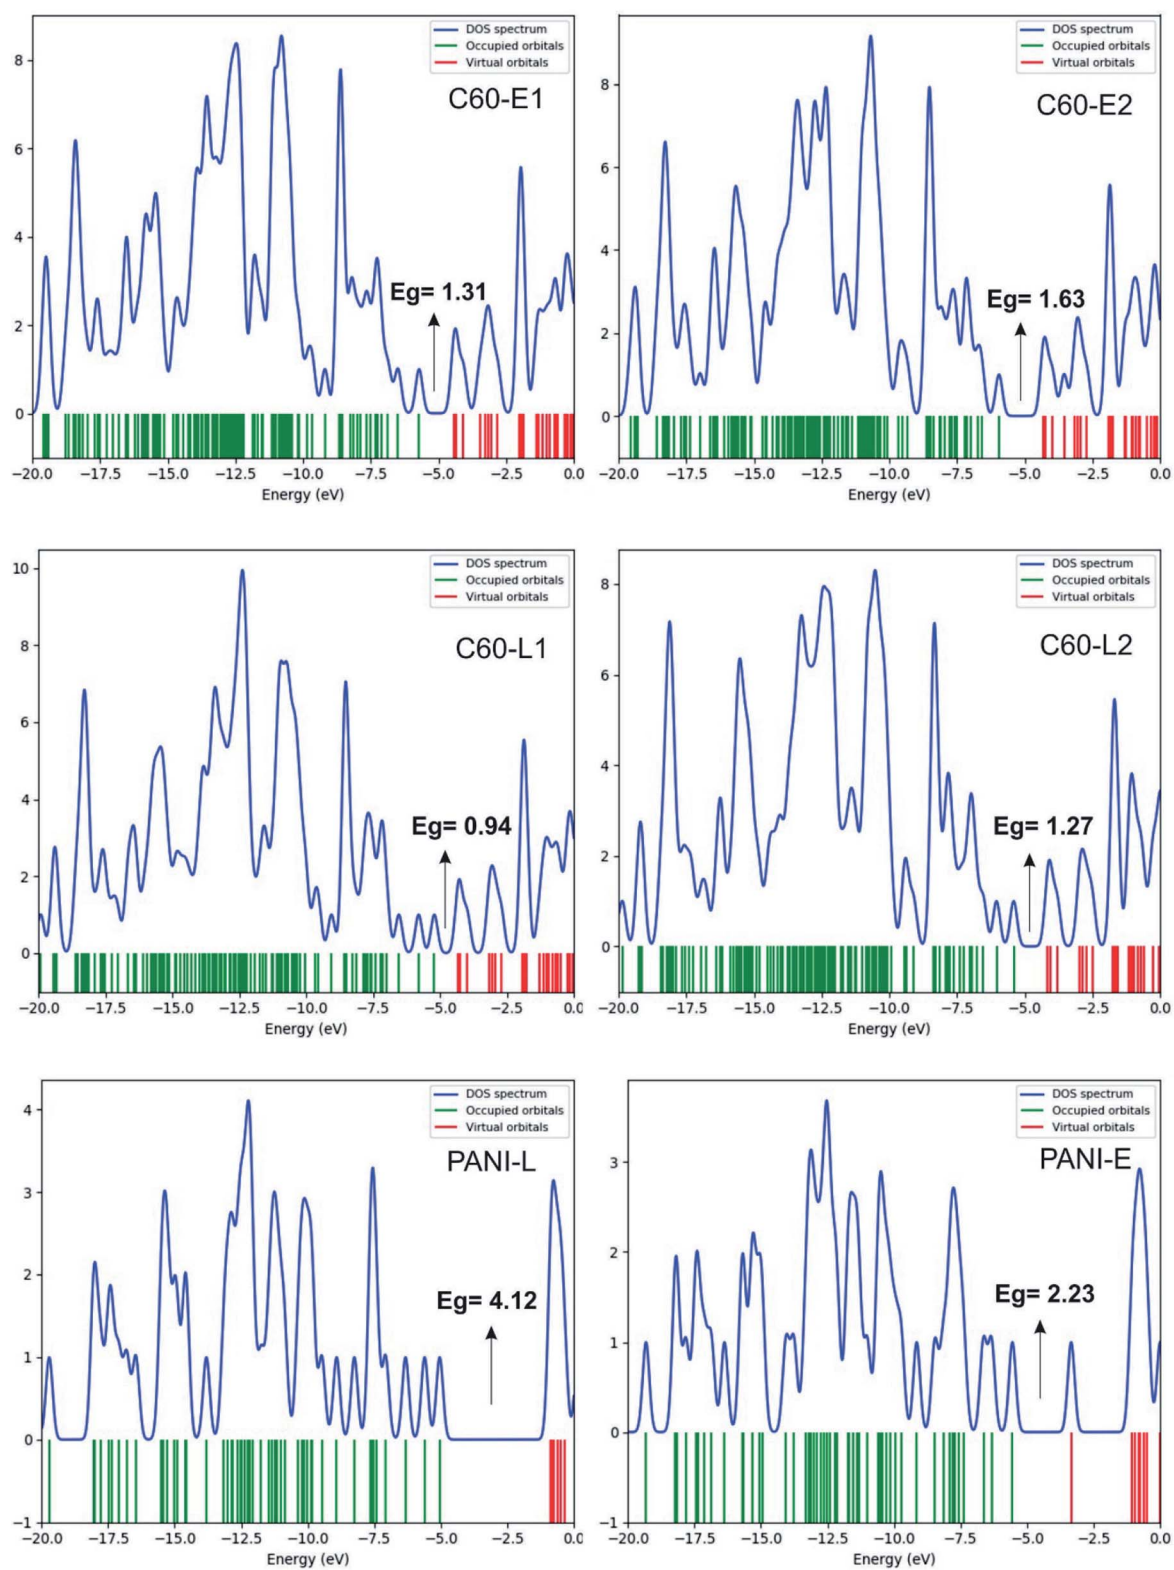 DOS spectrum
Occupied orbitals
Virtual orbitals
C60-E1
Eg= 1.31
8
6
4
2
0
−20.0 −17.5 −15.0 −12.5 −10.0 −7.5 −5.0 −2.5 0.0
Energy (eV)
DOS spectrum
Occupied orbitals
Virtual orbitals
C60-E2
Eg= 1.63
8
6
4
2
0
−20.0 −17.5 −15.0 −12.5 −10.0 −7.5 −5.0 −2.5 0.0
Energy (eV)
DOS spectrum
Occupied orbitals
Virtual orbitals
C60-L1
Eg= 0.94
10
8
6
4
2
0
−20.0 −17.5 −15.0 −12.5 −10.0 −7.5 −5.0 −2.5 0.0
Energy (eV)
DOS spectrum
Occupied orbitals
Virtual orbitals
C60-L2
Eg= 1.27
8
6
4
2
0
−20.0 −17.5 −15.0 −12.5 −10.0 −7.5 −5.0 −2.5 0.0
Energy (eV)
DOS spectrum
Occupied orbitals
Virtual orbitals
PANI-L
Eg= 4.12
4
3
2
1
0
−1
−20.0 −17.5 −15.0 −12.5 −10.0 −7.5 −5.0 −2.5 0.0
Energy (eV)
DOS spectrum
Occupied orbitals
Virtual orbitals
PANI-E
Eg= 2.23
3
2
1
0
−1
−20.0 −17.5 −15.0 −12.5 −10.0 −7.5 −5.0 −2.5 0.0
Energy (eV)